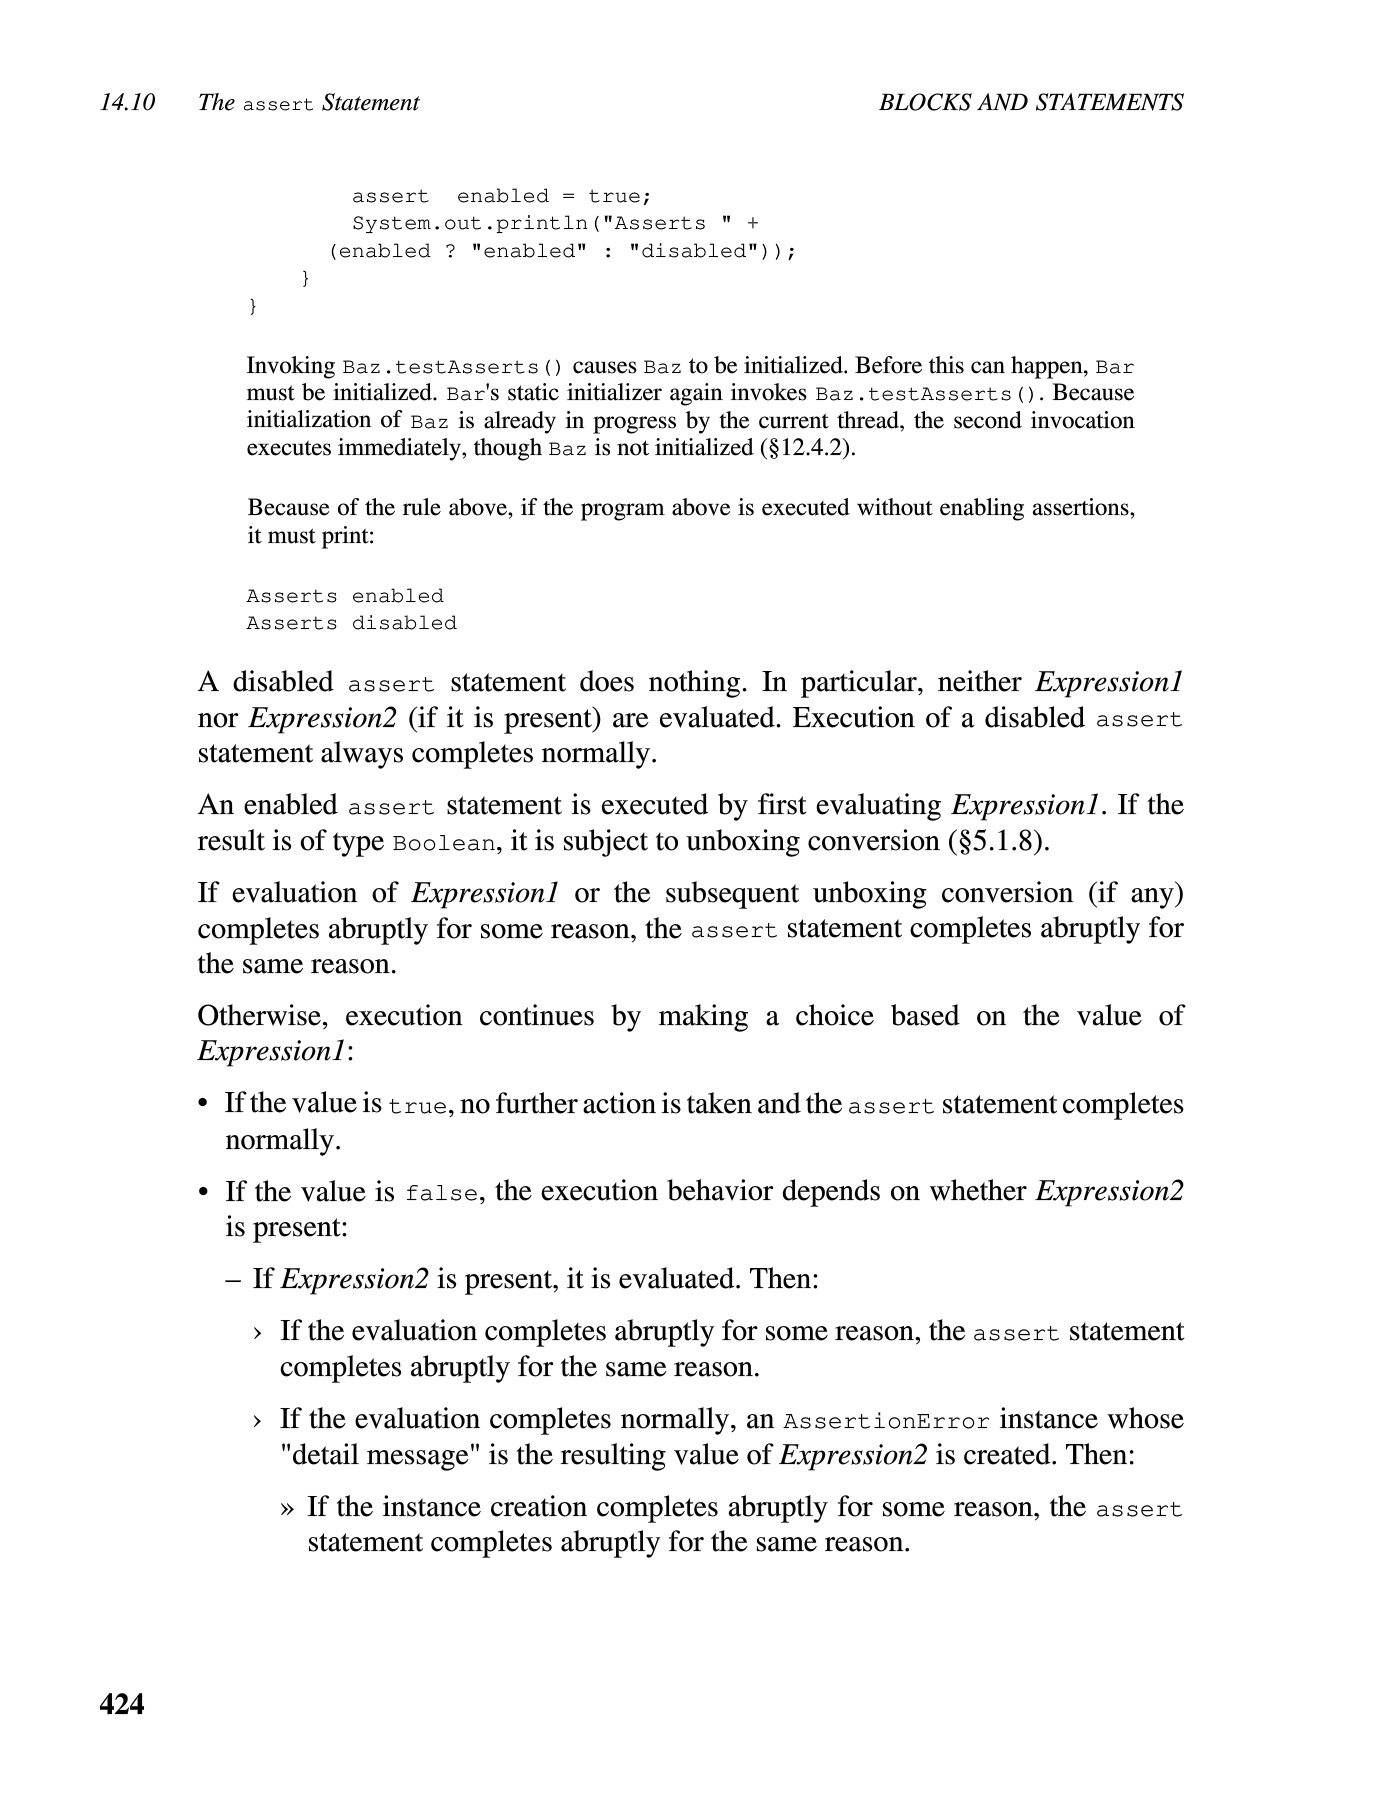 14.10 The assert Statement BLOCKS AND STATEMENTS
assert  enabled = true;
System.out.println("Asserts " +
(enabled ? "enabled" : "disabled"));
}
}
Invoking Baz.testAsserts() causes Baz to be initialized. Before this can happen, Bar
must be initialized. Bar's static initializer again invokes Baz.testAsserts(). Because
initialization of Baz is already in progress by the current thread, the second invocation
executes immediately, though Baz is not initialized (§12.4.2).
Because of the rule above, if the program above is executed without enabling assertions,
it must print:
Asserts enabled
Asserts disabled
A disabled assert statement does nothing. In particular, neither Expression1
nor Expression2 (if it is present) are evaluated. Execution of a disabled assert
statement always completes normally.
An enabled assert statement is executed by first evaluating Expression1. If the
result is of type Boolean, it is subject to unboxing conversion (§5.1.8).
If evaluation of Expression1 or the subsequent unboxing conversion (if any)
completes abruptly for some reason, the assert statement completes abruptly for
the same reason.
Otherwise, execution continues by making a choice based on the value of
Expression1:
• If the value is true, no further action is taken and the assert statement completes
normally.
• If the value is false, the execution behavior depends on whether Expression2
is present:
– If Expression2 is present, it is evaluated. Then:
› If the evaluation completes abruptly for some reason, the assert statement
completes abruptly for the same reason.
› If the evaluation completes normally, an AssertionError instance whose
"detail message" is the resulting value of Expression2 is created. Then:
» If the instance creation completes abruptly for some reason, the assert
statement completes abruptly for the same reason.
424